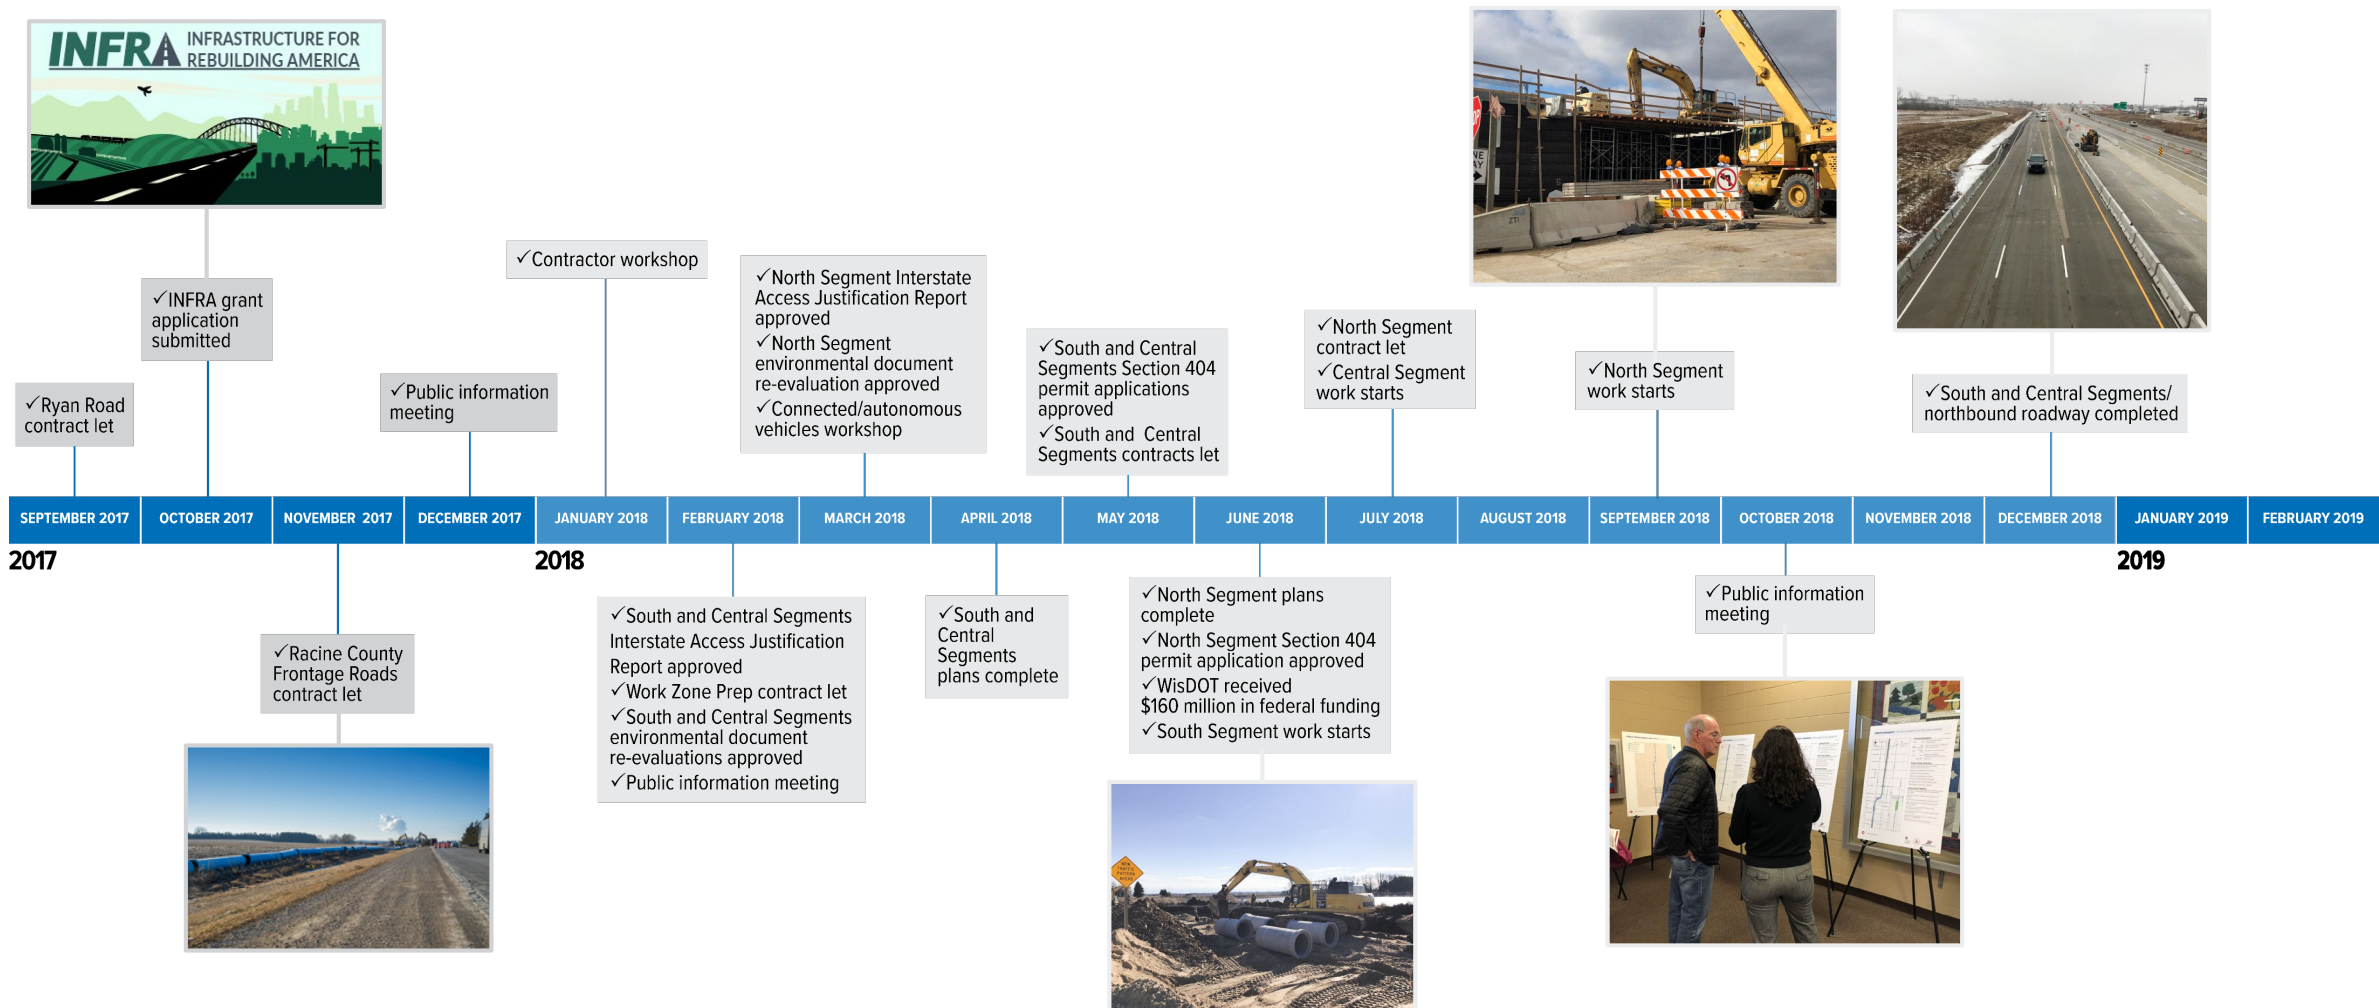 INFRA
INFRASTRUCTURE FOR
REBUILDING AMERICA
✓Ryan Road
contract let
✓INFRA grant
application
submitted
✓Public information
meeting
✓Contractor workshop
✓North Segment Interstate
Access Justification Report
approved
✓North Segment
environmental document
re-evaluation approved
✓Connected/autonomous
vehicles workshop
✓South and Central
Segments Section 404
permit applications
approved
✓South and  Central
Segments contracts let
✓North Segment
contract let
✓Central Segment
work starts
✓North Segment
work starts
✓South and Central Segments/
northbound roadway completed
SEPTEMBER 2017
OCTOBER 2017
NOVEMBER  2017
DECEMBER 2017
JANUARY 2018
FEBRUARY 2018
MARCH 2018
APRIL 2018
MAY 2018
JUNE 2018
JULY 2018
AUGUST 2018
SEPTEMBER 2018
OCTOBER 2018
NOVEMBER 2018
DECEMBER 2018
JANUARY 2019
FEBRUARY 2019
2017
2018
2019
✓Racine County
Frontage Roads
contract let
✓South and Central Segments
Interstate Access Justification
Report approved
✓Work Zone Prep contract let
✓South and Central Segments
environmental document
re-evaluations approved
✓Public information meeting
✓South and
Central
Segments
plans complete
✓North Segment plans
complete
✓North Segment Section 404
permit application approved
✓WisDOT received
$160 million in federal funding
✓South Segment work starts
✓Public information
meeting
NEW
TRAFFIC
PATTERN
AHEAD